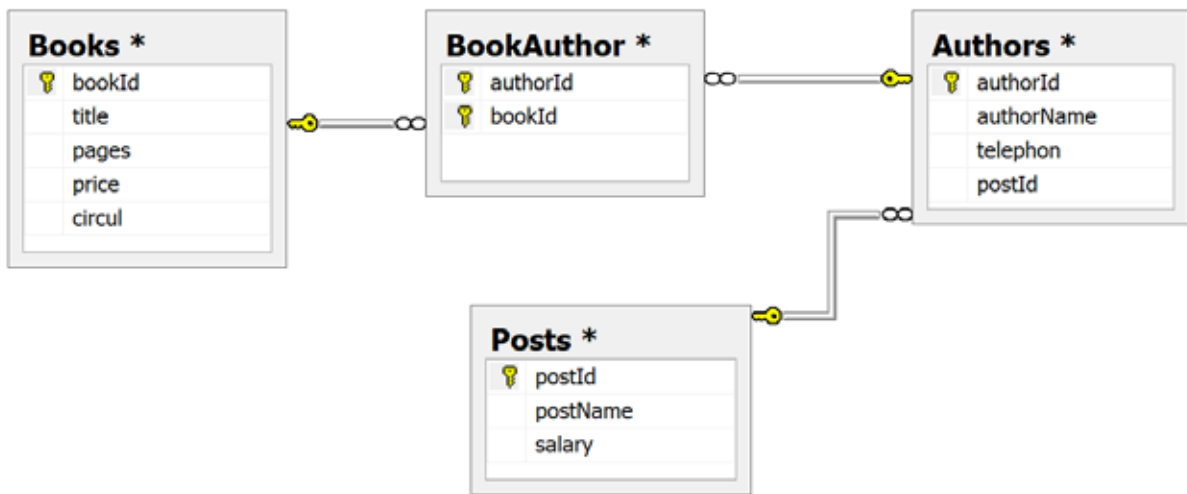 Books *
bookId
title
pages
price
circul
BookAuthor *
authorId
bookId
Authors *
authorId
authorName
telephon
postId
Posts *
postId
postName
salary